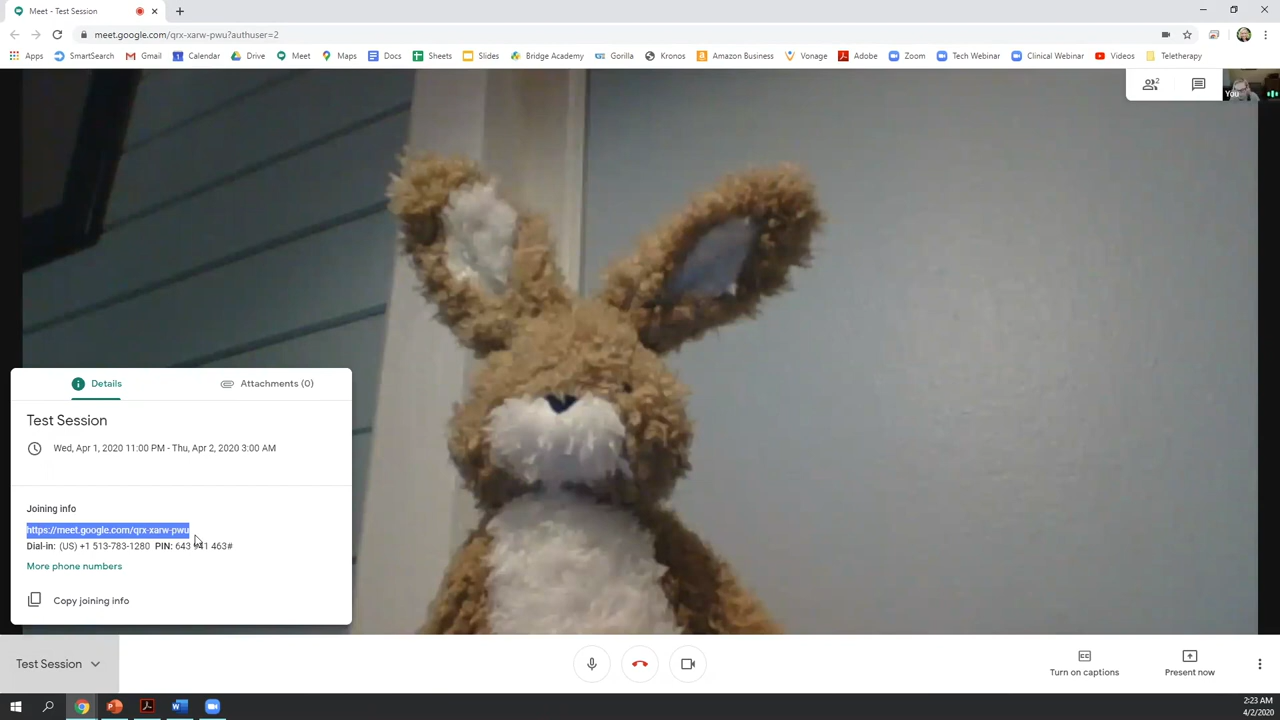 Meet - Test Session
meet.google.com/qrx-xarw-pwu?authuser=2
Apps SmartSearch Gmail Calendar Drive Meet Maps Docs Sheets Slides Bridge Academy Gorilla Kronos Amazon Business Vonage Adobe Zoom Tech Webinar Clinical Webinar Videos Teletherapy
2
You
Details Attachments (0)
Test Session
Wed, Apr 1, 2020 11:00 PM - Thu, Apr 2, 2020 3:00 AM
Joining info
https://meet.google.com/qrx-xarw-pwu
Dial-in: (US) +1 513-783-1280 PIN: 643 941 463#
More phone numbers
Copy joining info
Test Session
Turn on captions
Present now
2:23 AM
4/2/2020